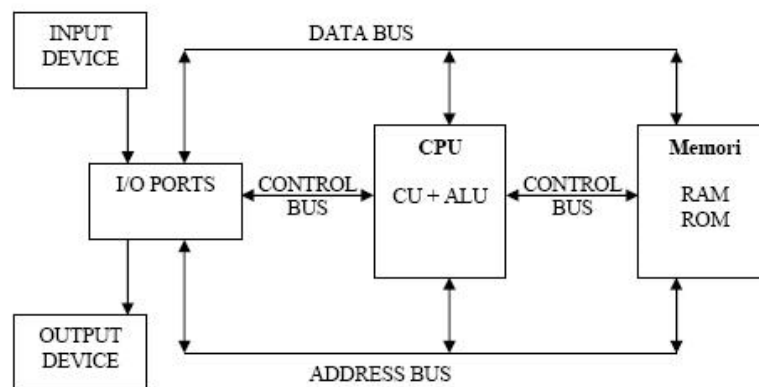 INPUT
DEVICE
DATA BUS
I/O PORTS
CONTROL
BUS
CPU
CU + ALU
CONTROL
BUS
Memori
RAM
ROM
OUTPUT
DEVICE
ADDRESS BUS